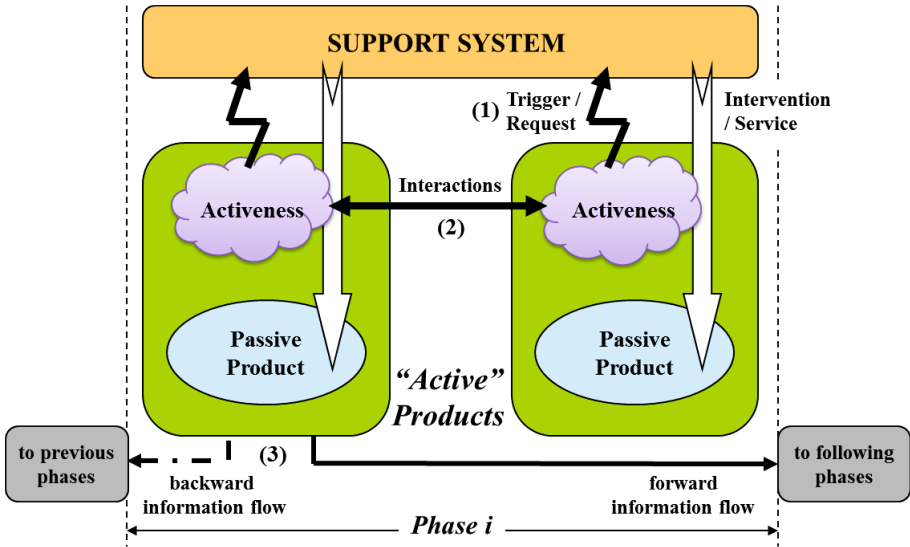 SUPPORT SYSTEM
(1)
Trigger /
Request
Intervention
/ Service
Activeness
Interactions
(2)
Activeness
Passive
Product
“Active”
Products
Passive
Product
to previous
phases
(3)
backward
information flow
forward
information flow
to following
phases
Phase i